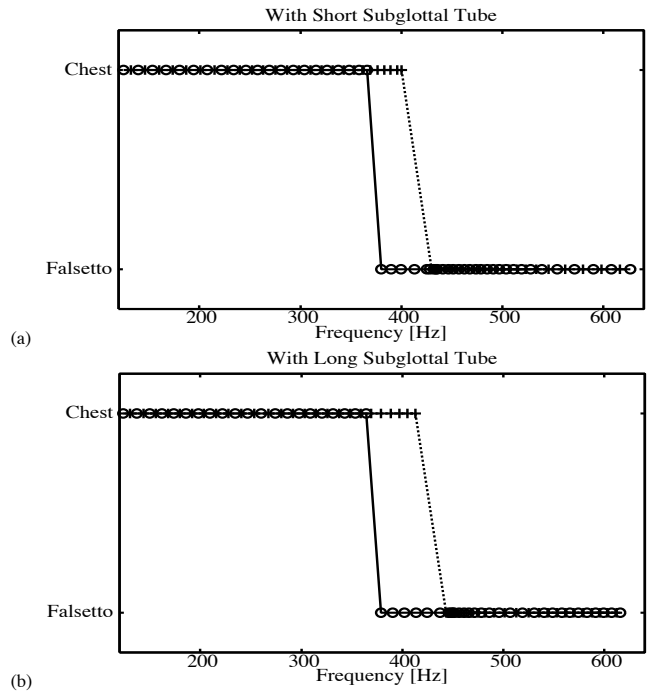 With Short Subglottal Tube
Chest
Falsetto
200 300 400 500 600
Frequency [Hz]
(a)
With Long Subglottal Tube
Chest
Falsetto
200 300 400 500 600
Frequency [Hz]
(b)